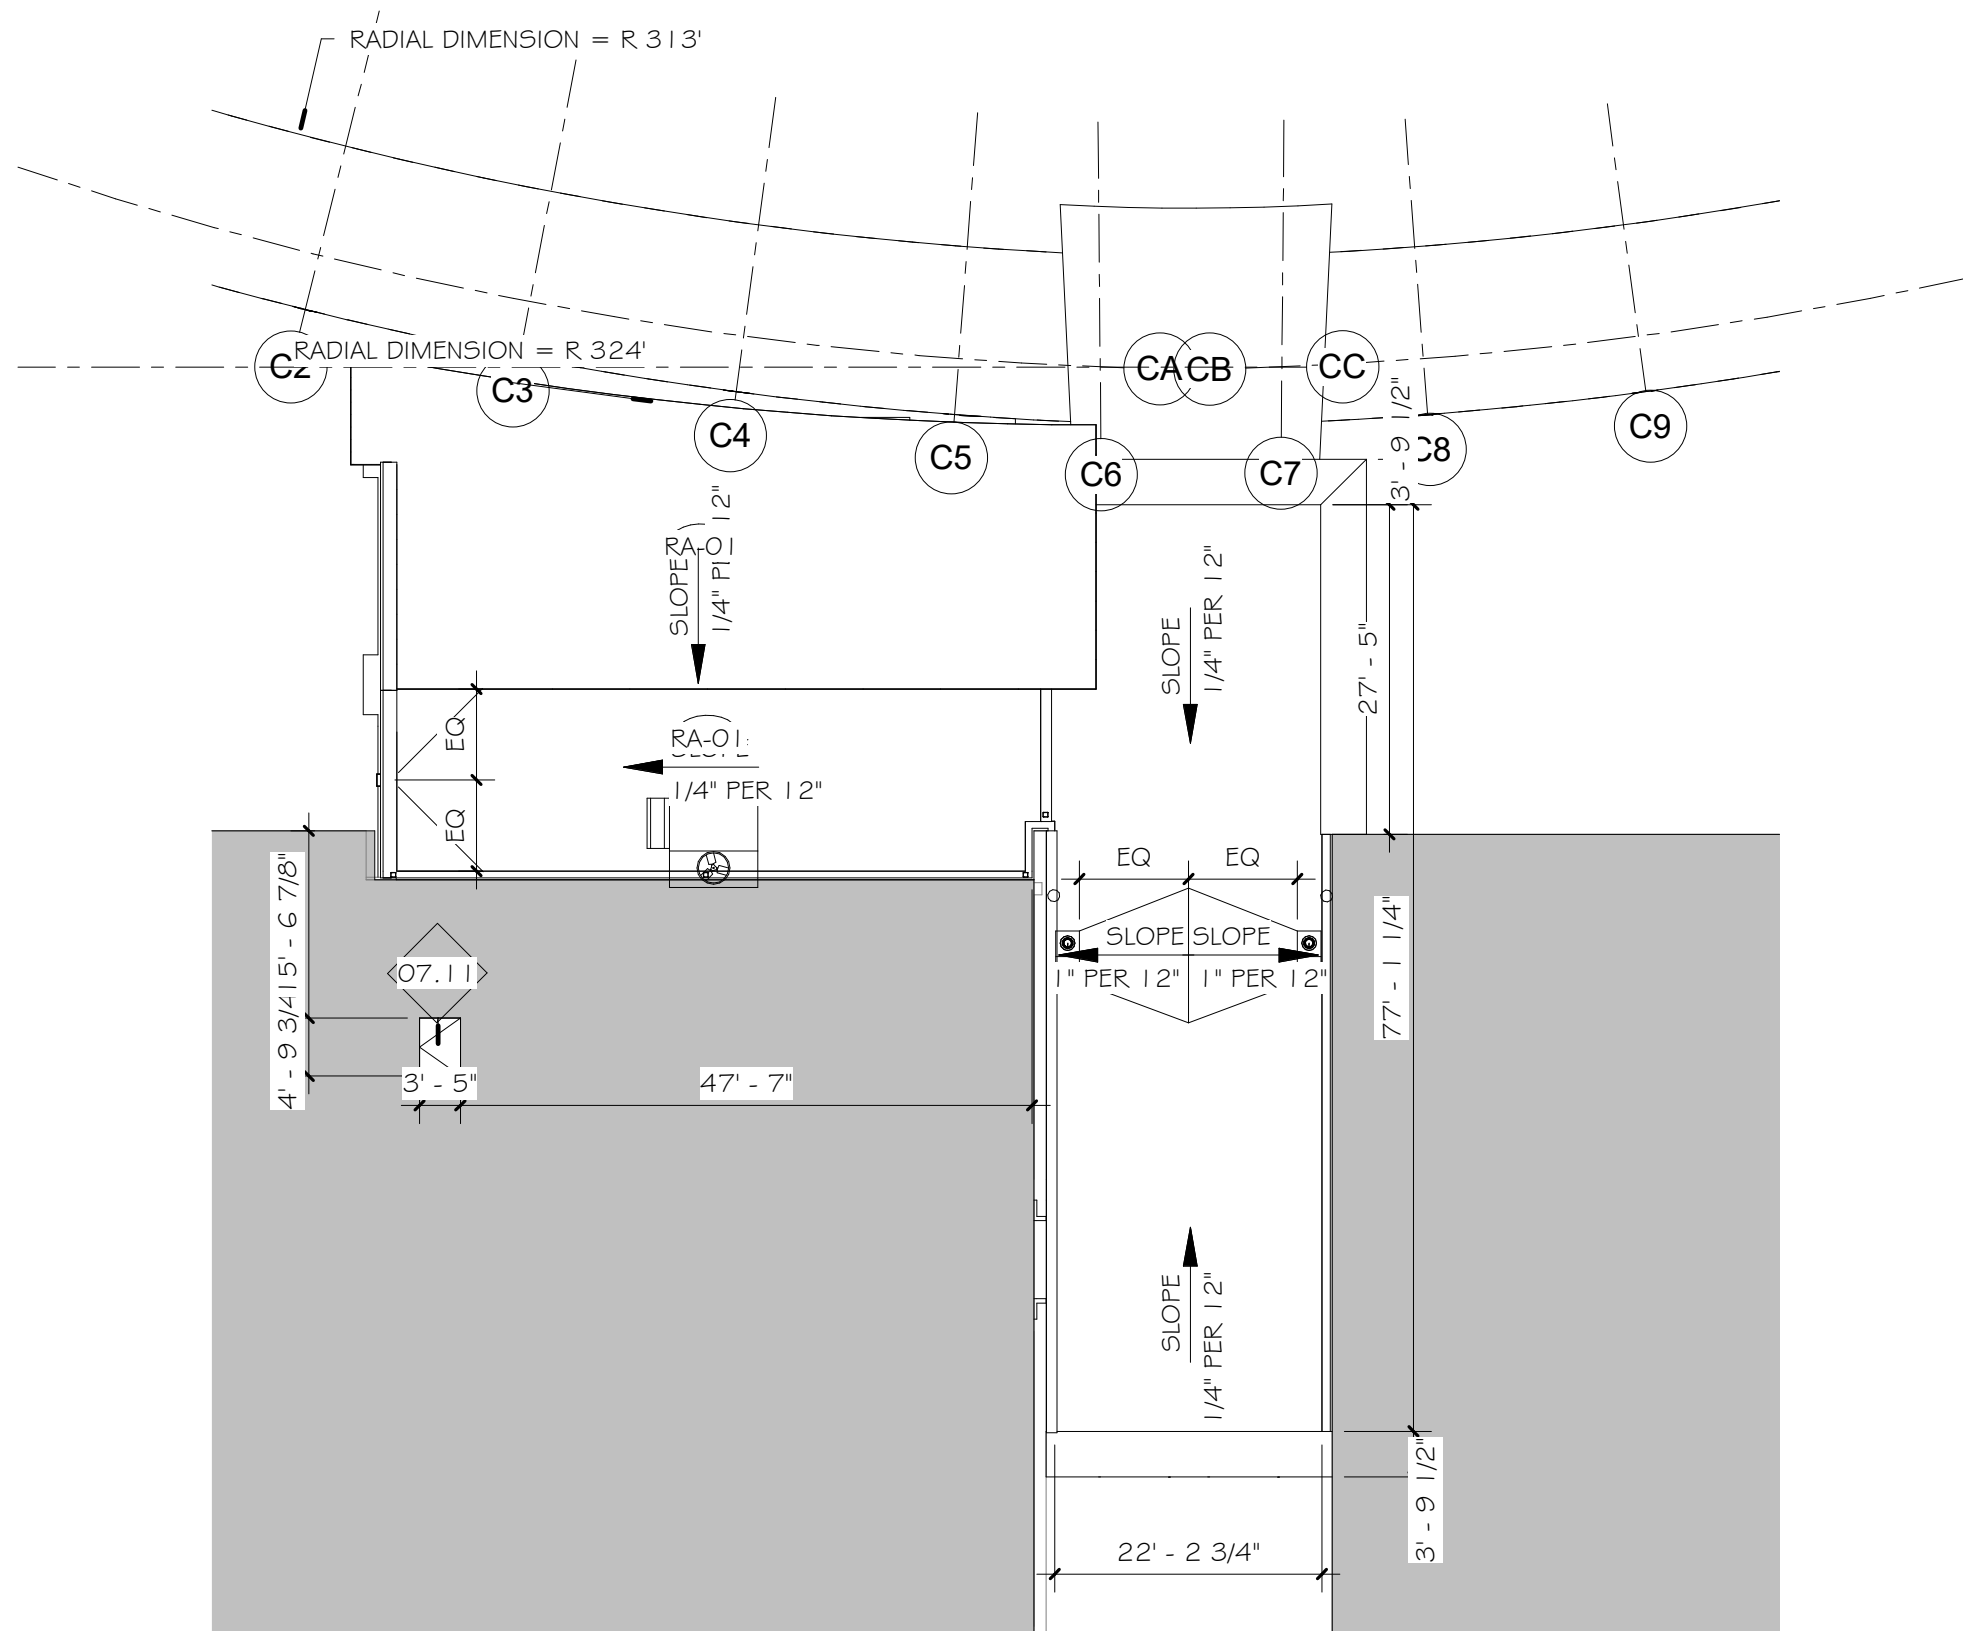 RADIAL DIMENSION = R 313'
RADIAL DIMENSION = R 324'
C2
C3
C4
C5
C6
CA
CB
C7
CC
C8
C9
3' - 9 1/2"
RA-01
SLOPE
12"
SLOPE
1/4" PER 12"
27' - 5"
EQ
RA-01
1/4" PER 12"
EQ
EQ
EQ
15' - 6 7/8"
4' - 9 3/4"
07.11
3' - 5"
47' - 7"
SLOPE
SLOPE
1" PER 12"
1" PER 12"
77' - 1 1/4"
SLOPE
1/4" PER 12"
3' - 9 1/2"
22' - 2 3/4"